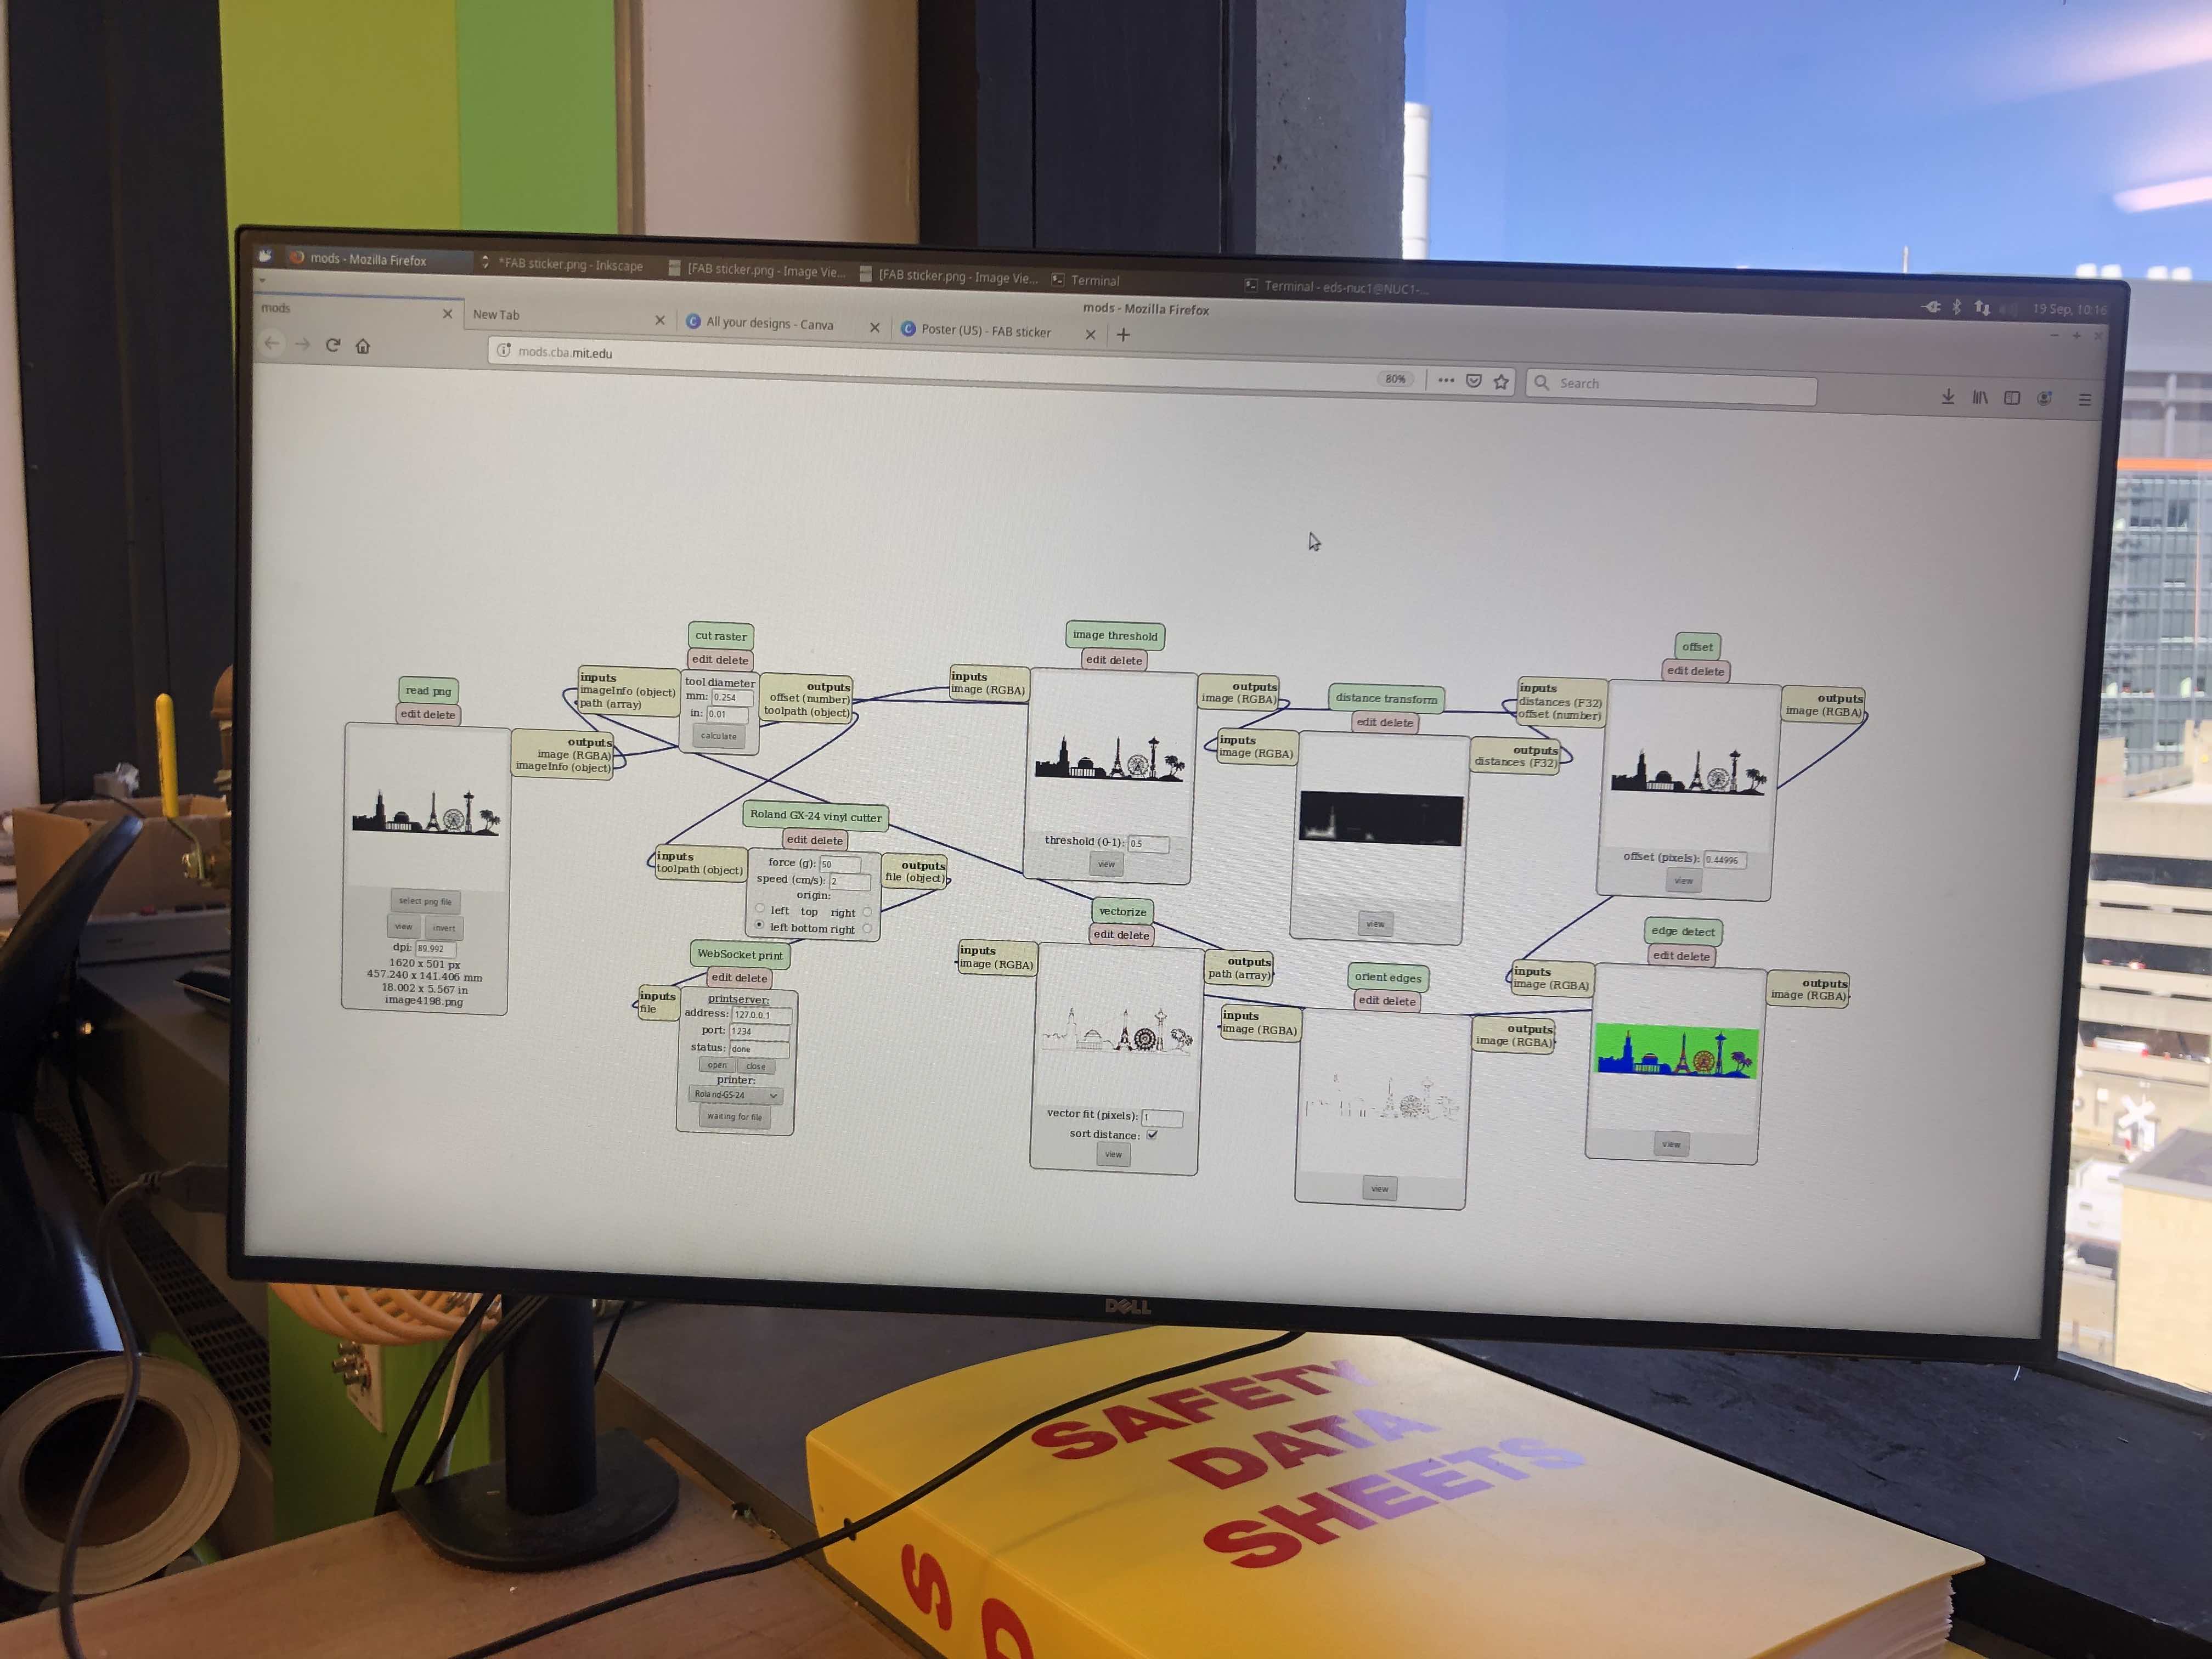 mods - Mozilla Firefox
*FAB sticker.png - Inkscape
[FAB sticker.png - Image Vie...
[FAB sticker.png - Image Vie...
Terminal
Terminal - eds-nuc1@NUC1-...
mods - Mozilla Firefox
19 Sep, 10:16
mods
New Tab
All your designs - Canva
Poster (US) - FAB sticker
mods.cba.mit.edu
80%
Search
read png
edit delete
outputs
image (RGBA)
imageInfo (object)
select png file
view
invert
dpi: 89.992
1620 x 501 px
457.240 x 141.406 mm
18.002 x 5.567 in
image4198.png
cut raster
edit delete
inputs
imageInfo (object)
path (array)
tool diameter
mm: 0.254
in: 0.01
calculate
outputs
offset (number)
toolpath (object)
Roland GX-24 vinyl cutter
edit delete
inputs
toolpath (object)
force (g): 50
speed (cm/s): 2
origin:
left top right
left bottom right
outputs
file (object)
WebSocket print
edit delete
inputs
file
printserver:
address: 127.0.0.1
port: 1234
status: done
open close
printer:
Roland-GS-24
waiting for file
image threshold
edit delete
inputs
image (RGBA)
outputs
image (RGBA)
threshold (0-1): 0.5
view
distance transform
edit delete
inputs
image (RGBA)
outputs
distances (F32)
view
offset
edit delete
inputs
distances (F32)
offset (number)
outputs
image (RGBA)
offset (pixels): 0.44996
view
edge detect
edit delete
inputs
image (RGBA)
outputs
image (RGBA)
view
orient edges
edit delete
inputs
image (RGBA)
outputs
image (RGBA)
view
vectorize
edit delete
inputs
image (RGBA)
outputs
path (array)
vector fit (pixels): 1
sort distance:
view
DELL
SAFETY
DATA
SHEETS
S
D